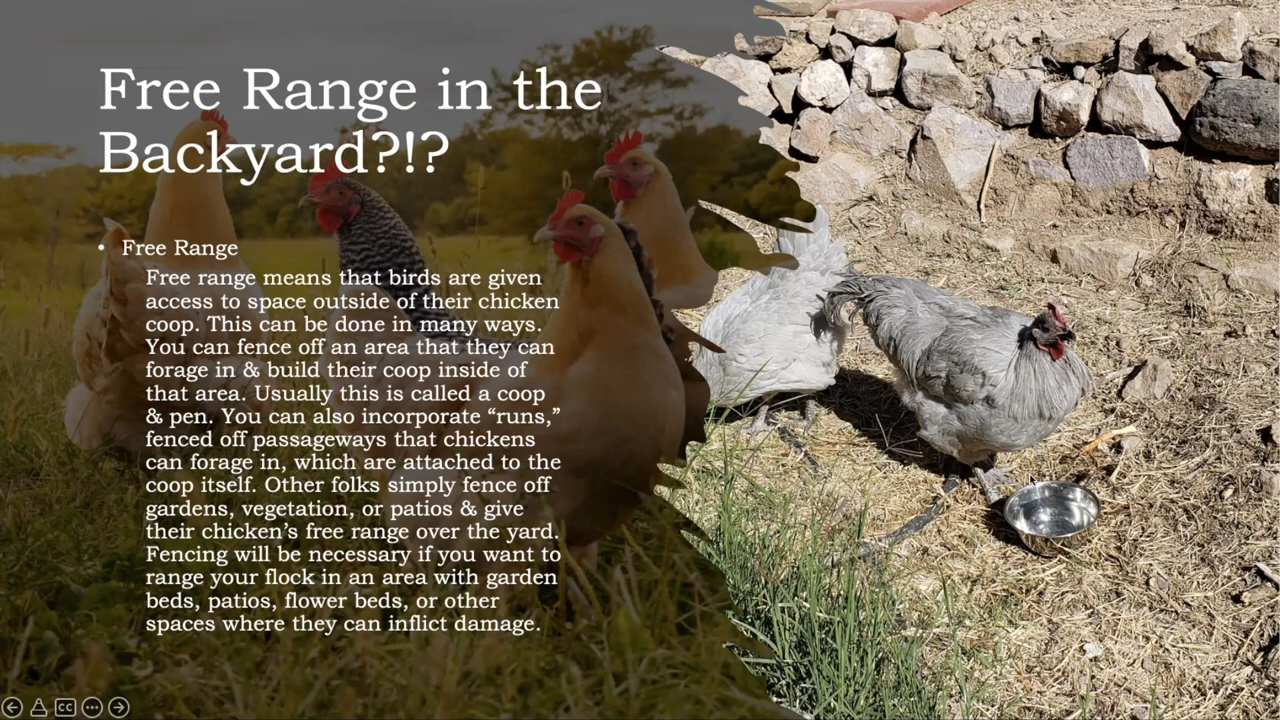 Free Range in the
Backyard?!?
• Free Range
Free range means that birds are given
access to space outside of their chicken
coop. This can be done in many ways.
You can fence off an area that they can
forage in & build their coop inside of
that area. Usually this is called a coop
& pen. You can also incorporate “runs,”
fenced off passageways that chickens
can forage in, which are attached to the
coop itself. Other folks simply fence off
gardens, vegetation, or patios & give
their chicken’s free range over the yard.
Fencing will be necessary if you want to
range your flock in an area with garden
beds, patios, flower beds, or other
spaces where they can inflict damage.
CC